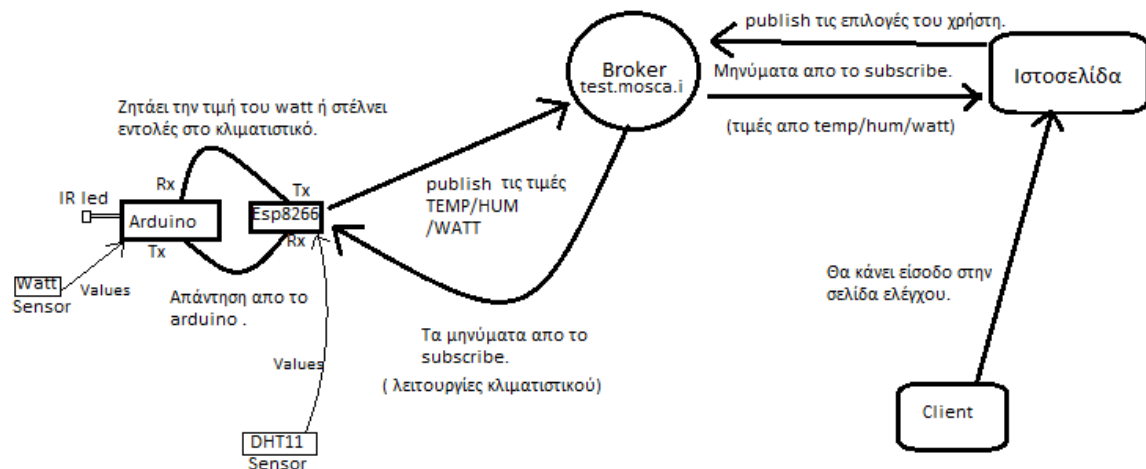 publish τις επιλογές του χρήστη.
Broker
test.mosca.i
Μηνύματα απο το subscribe.
Ιστοσελίδα
(τιμές απο temp/hum/watt)
Ζητάει την τιμή του watt ή στέλνει
εντολές στο κλιματιστικό.
Rx
Tx
IR led
Arduino
Esp8266
Tx
Rx
publish τις τιμές
TEMP/HUM
/WATT
Watt
Sensor
Values
Απάντηση απο το
arduino .
Θα κάνει είσοδο στην
σελίδα ελέγχου.
Τα μηνύματα απο το
subscribe.
( λειτουργίες κλιματιστικού)
Values
Client
DHT11
Sensor